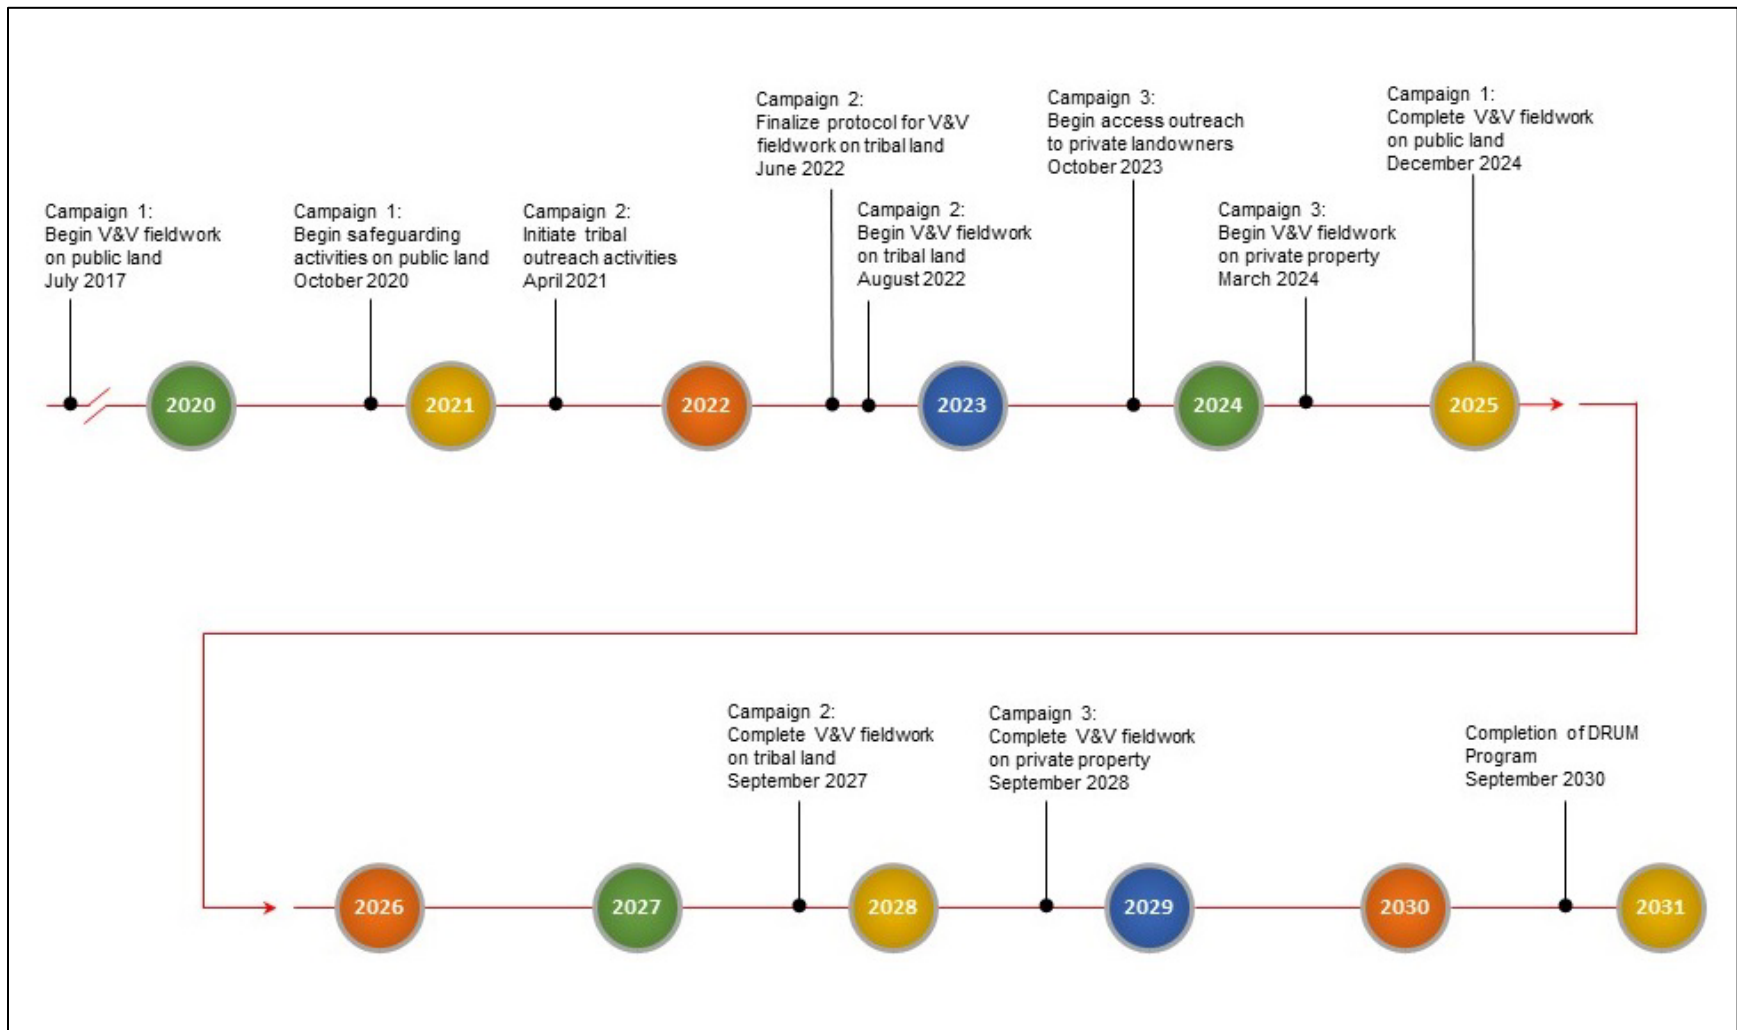 Campaign 1:
Begin V&V fieldwork
on public land
July 2017
Campaign 1:
Begin safeguarding
activities on public land
October 2020
Campaign 2:
Initiate tribal
outreach activities
April 2021
Campaign 2:
Finalize protocol for V&V
fieldwork on tribal land
June 2022
Campaign 2:
Begin V&V fieldwork
on tribal land
August 2022
Campaign 3:
Begin access outreach
to private landowners
October 2023
Campaign 3:
Begin V&V fieldwork
on private property
March 2024
Campaign 1:
Complete V&V fieldwork
on public land
December 2024
2020
2021
2022
2023
2024
2025
Campaign 2:
Complete V&V fieldwork
on tribal land
September 2027
Campaign 3:
Complete V&V fieldwork
on private property
September 2028
Completion of DRUM
Program
September 2030
2026
2027
2028
2029
2030
2031